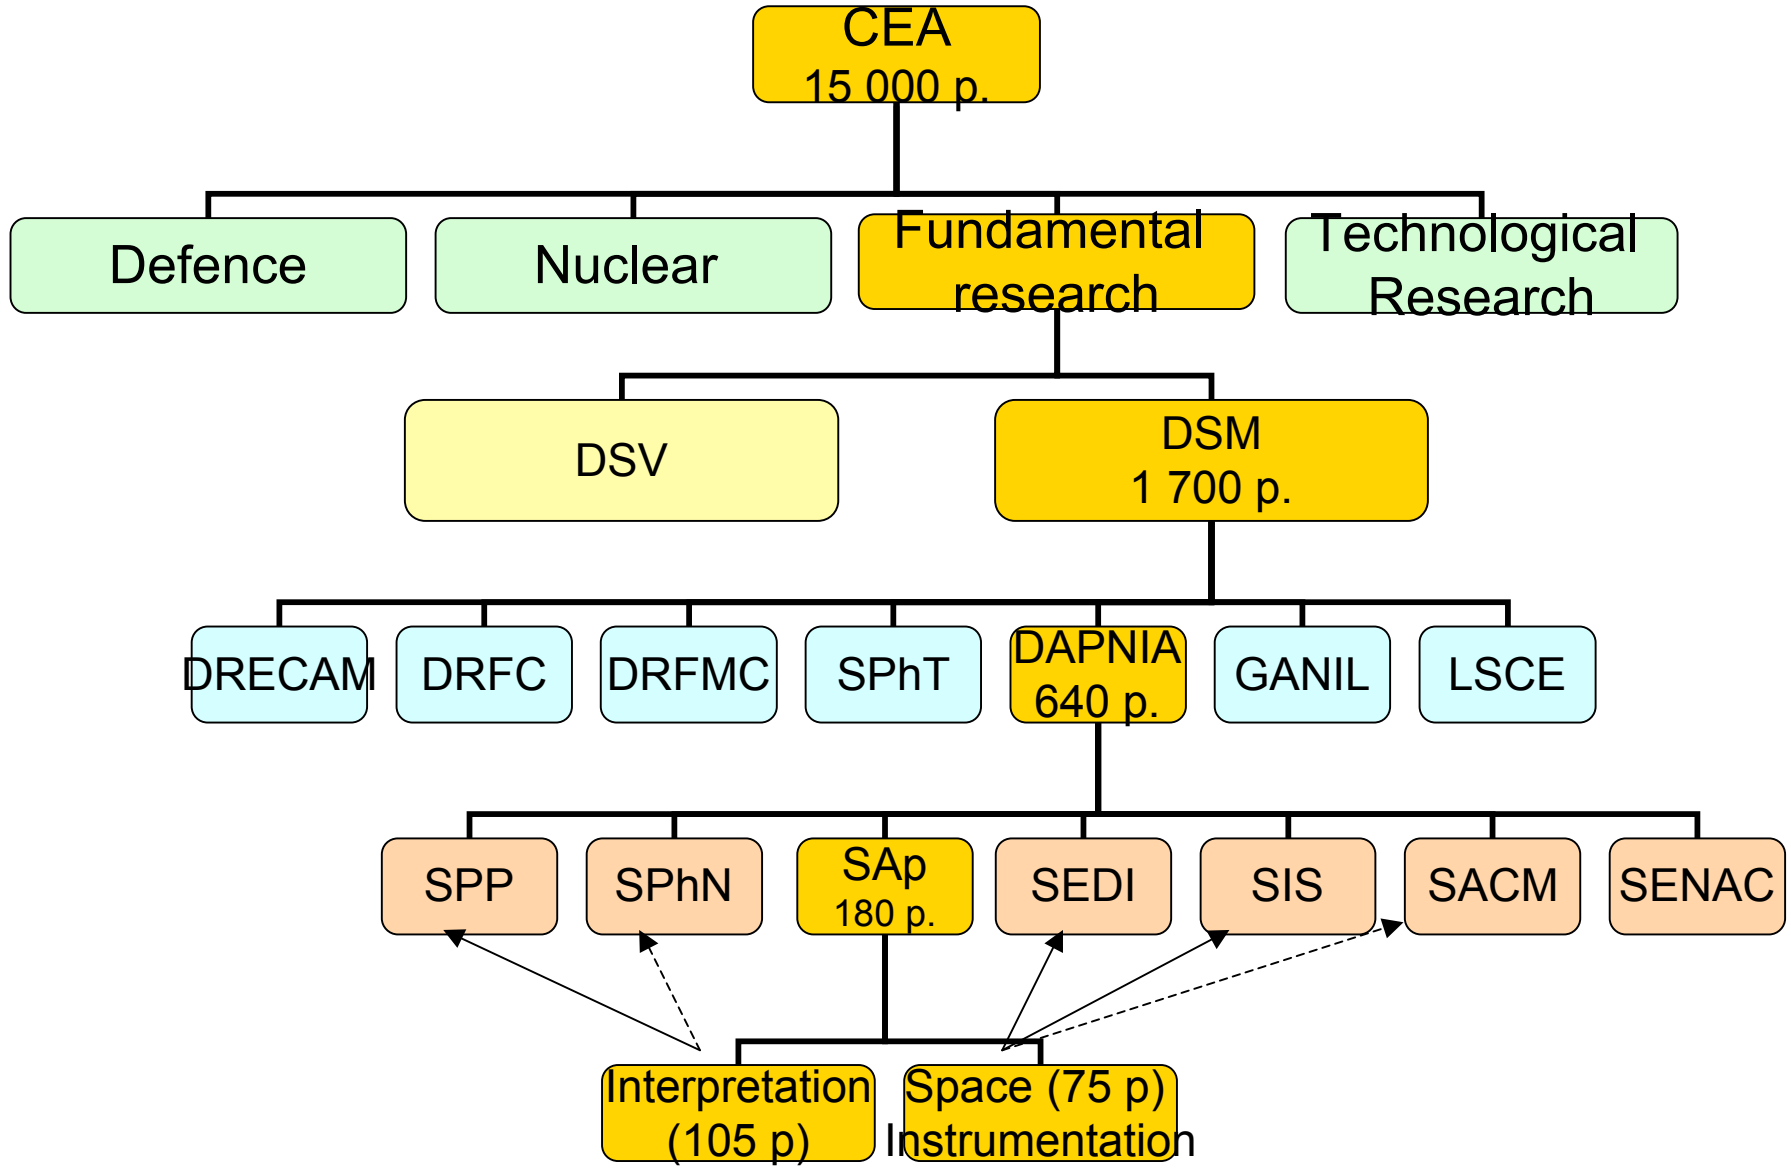 CEA
15 000 p.
Defence
Nuclear
Fundamental
research
Technological
Research
DSV
DSM
1 700 p.
DRECAM
DRFC
DRFMC
SPhT
DAPNIA
640 p.
GANIL
LSCE
SPP
SPhN
SAp
180 p.
SEDI
SIS
SACM
SENAC
Interpretation
(105 p)
Space (75 p)
Instrumentation